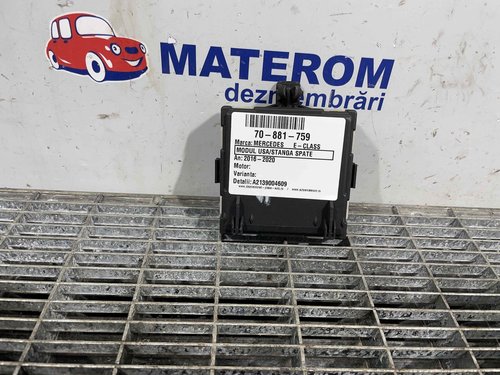 MATEROM
dezmembrări
70-881-759
Marca: MERCEDES E-CLASS
MODUL USA/STANGA SPATE
An: 2016-2020
Motor:
Varianta:
Detalii: A2139004609